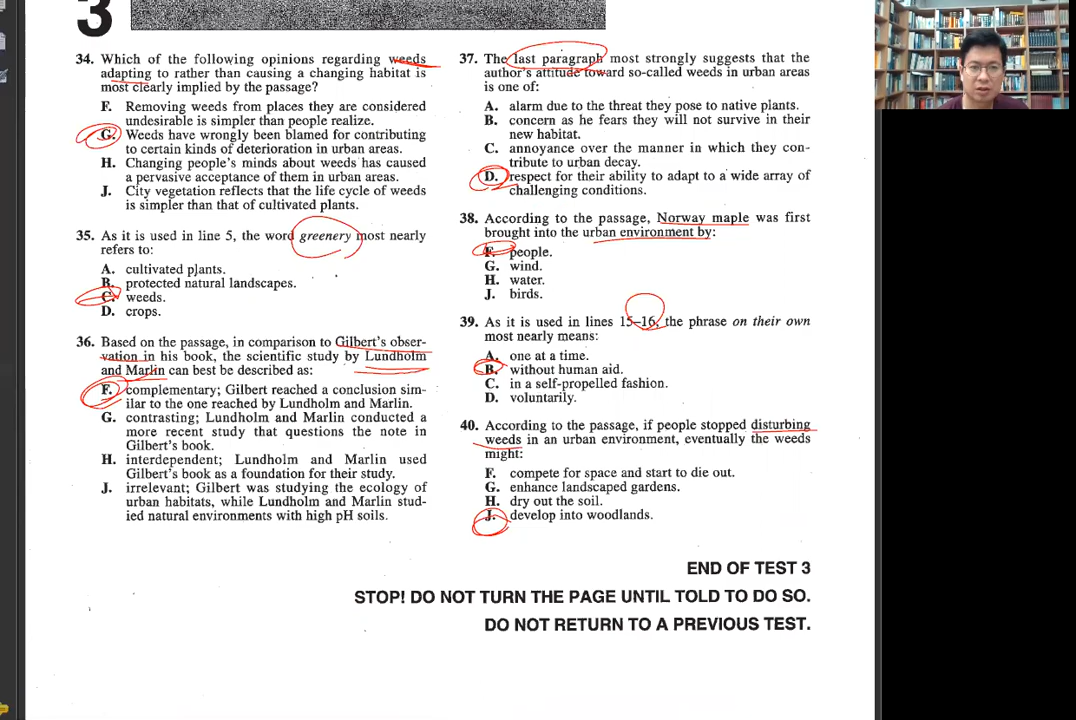 3
34. Which of the following opinions regarding weeds
adapting to rather than causing a changing habitat is
most clearly implied by the passage?
F. Removing weeds from places they are considered
undesirable is simpler than people realize.
G. Weeds have wrongly been blamed for contributing
to certain kinds of deterioration in urban areas.
H. Changing people's minds about weeds has caused
a pervasive acceptance of them in urban areas.
J. City vegetation reflects that the life cycle of weeds
is simpler than that of cultivated plants.
35. As it is used in line 5, the word greenery most nearly
refers to:
A. cultivated plants.
B. protected natural landscapes.
C. weeds.
D. crops.
36. Based on the passage, in comparison to Gilbert's obser-
vation in his book, the scientific study by Lundholm
and Marlin can best be described as:
F. complementary; Gilbert reached a conclusion sim-
ilar to the one reached by Lundholm and Marlin.
G. contrasting; Lundholm and Marlin conducted a
more recent study that questions the note in
Gilbert's book.
H. interdependent; Lundholm and Marlin used
Gilbert's book as a foundation for their study.
J. irrelevant; Gilbert was studying the ecology of
urban habitats, while Lundholm and Marlin stud-
ied natural environments with high pH soils.
37. The last paragraph most strongly suggests that the
author's attitude toward so-called weeds in urban areas
is one of:
A. alarm due to the threat they pose to native plants.
B. concern as he fears they will not survive in their
new habitat.
C. annoyance over the manner in which they con-
tribute to urban decay.
D. respect for their ability to adapt to a wide array of
challenging conditions.
38. According to the passage, Norway maple was first
brought into the urban environment by:
F. people.
G. wind.
H. water.
J. birds.
39. As it is used in lines 15–16, the phrase on their own
most nearly means:
A. one at a time.
B. without human aid.
C. in a self-propelled fashion.
D. voluntarily.
40. According to the passage, if people stopped disturbing
weeds in an urban environment, eventually the weeds
might:
F. compete for space and start to die out.
G. enhance landscaped gardens.
H. dry out the soil.
J. develop into woodlands.
END OF TEST 3
STOP! DO NOT TURN THE PAGE UNTIL TOLD TO DO SO.
DO NOT RETURN TO A PREVIOUS TEST.